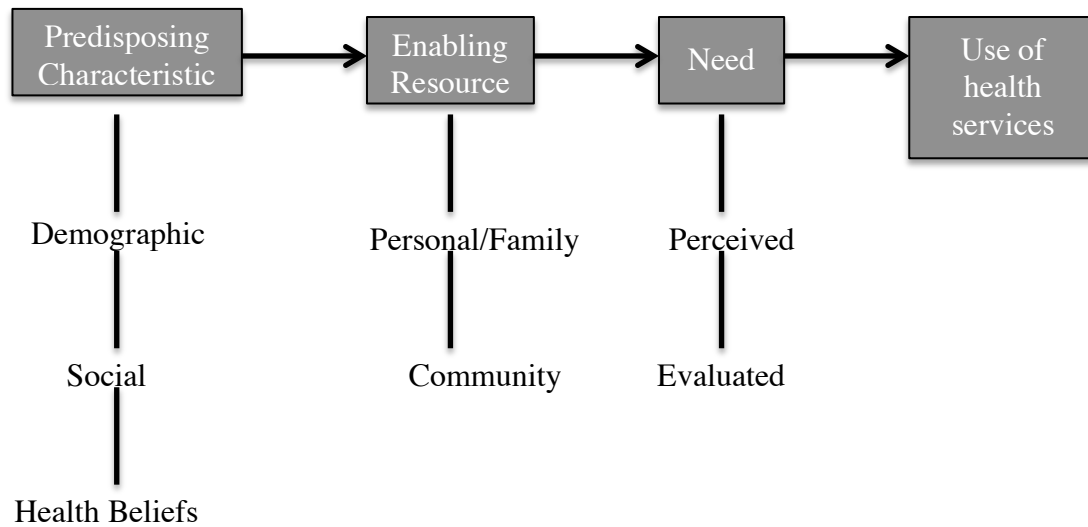 Predisposing
Characteristic
Enabling
Resource
Need
Use of
health
services
Demographic
Personal/Family
Perceived
Social
Community
Evaluated
Health Beliefs